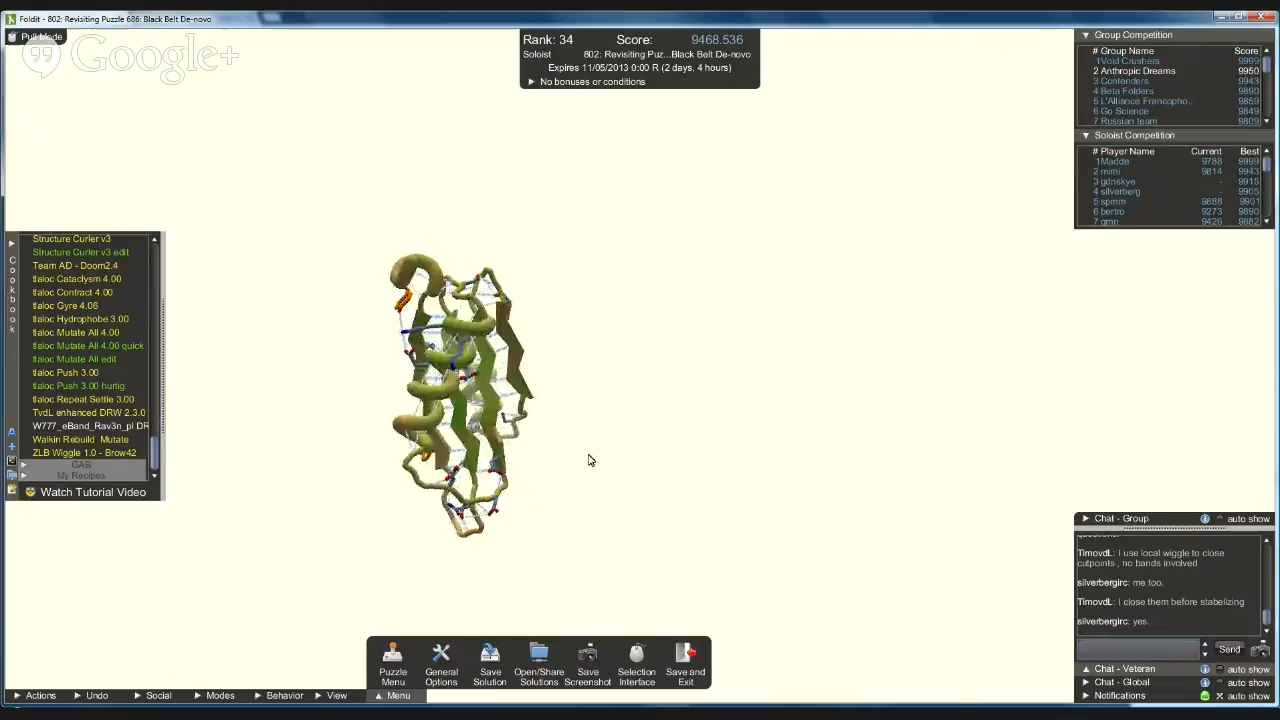 Foldit - 802: Revisiting Puzzle 686: Black Belt De-novo
Pull Mode
Google+
Rank: 34 Score: 9468.536
Soloist 802: Revisiting Puz...Black Belt De-novo
Expires 11/05/2013 0:00 R (2 days, 4 hours)
No bonuses or conditions
Group Competition
# Group Name Score
1 Void Crushers 9999
2 Anthropic Dreams 9950
3 Contenders 9943
4 Beta Folders 9890
5 L'Alliance Francopho... 9859
6 Go Science 9849
7 Russian team 9809
Soloist Competition
# Player Name Current Best
1 Madde 9788 9999
2 mimi 9814 9943
3 gdnskye - 9915
4 silverberg - 9905
5 spmm 9888 9901
6 bertro 9273 9890
7 gmn 9426 9882
Cookbook
Structure Curler v3
Structure Curler v3 edit
Team AD - Doom2.4
tlaloc Cataclysm 4.00
tlaloc Contract 4.00
tlaloc Gyre 4.06
tlaloc Hydrophobe 3.00
tlaloc Mutate All 4.00
tlaloc Mutate All 4.00 quick
tlaloc Mutate All edit
tlaloc Push 3.00
tlaloc Push 3.00 hurtig
tlaloc Repeat Settle 3.00
TvdL enhanced DRW 2.3.0
W777_eBand_Rav3n_pl DR
Walkin Rebuild Mutate
ZLB Wiggle 1.0 - Brow42
GAB
My Recipes
Watch Tutorial Video
Chat - Group auto show
questions.
TimovdL: I use local wiggle to close
cutpoints , no bands involved
silverbergirc: me too.
TimovdL: I close them before stabelizing
silverbergirc: yes.
Send
Chat - Veteran auto show
Chat - Global auto show
Notifications auto show
Puzzle Menu
General Options
Save Solution
Open/Share Solutions
Save Screenshot
Selection Interface
Save and Exit
Actions Undo Social Modes Behavior View Menu